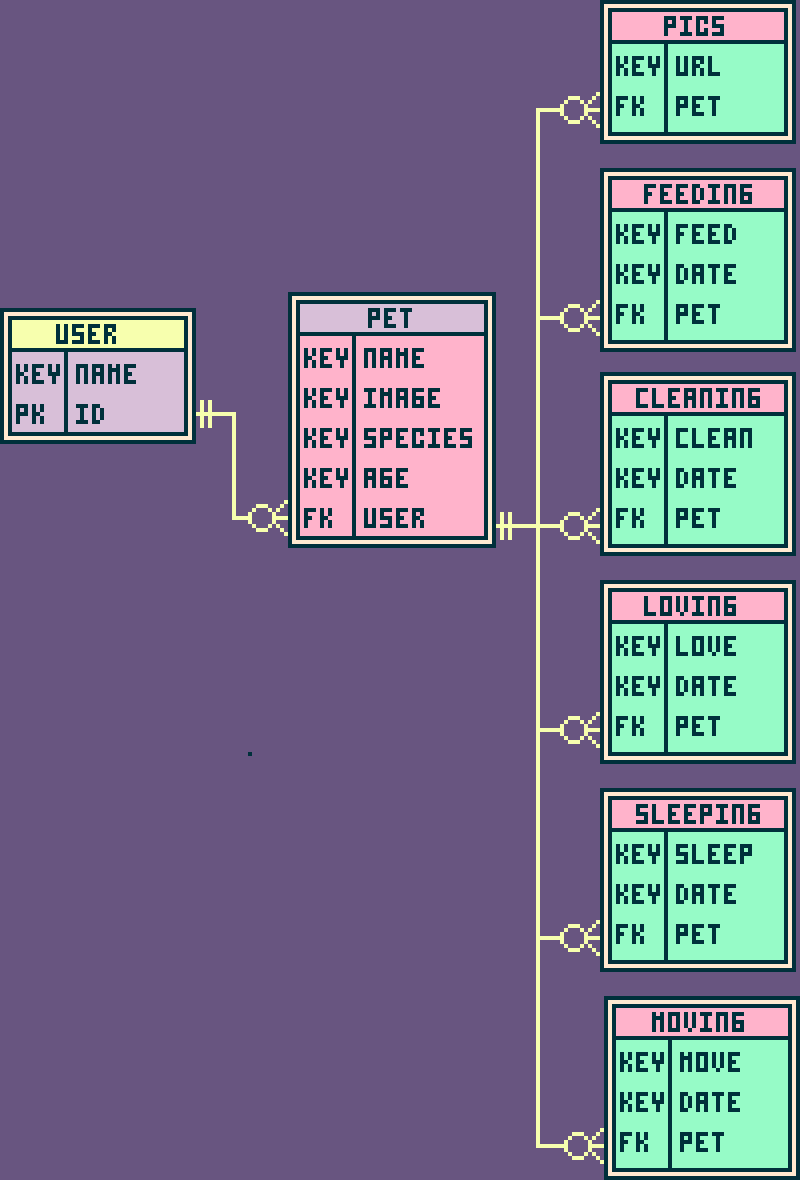 USER
KEY NAME
PK ID
PET
KEY NAME
KEY IMAGE
KEY SPECIES
KEY AGE
FK USER
PICS
KEY URL
FK PET
FEEDING
KEY FEED
KEY DATE
FK PET
CLEANING
KEY CLEAN
KEY DATE
FK PET
LOVING
KEY LOVE
KEY DATE
FK PET
SLEEPING
KEY SLEEP
KEY DATE
FK PET
MOVING
KEY MOVE
KEY DATE
FK PET